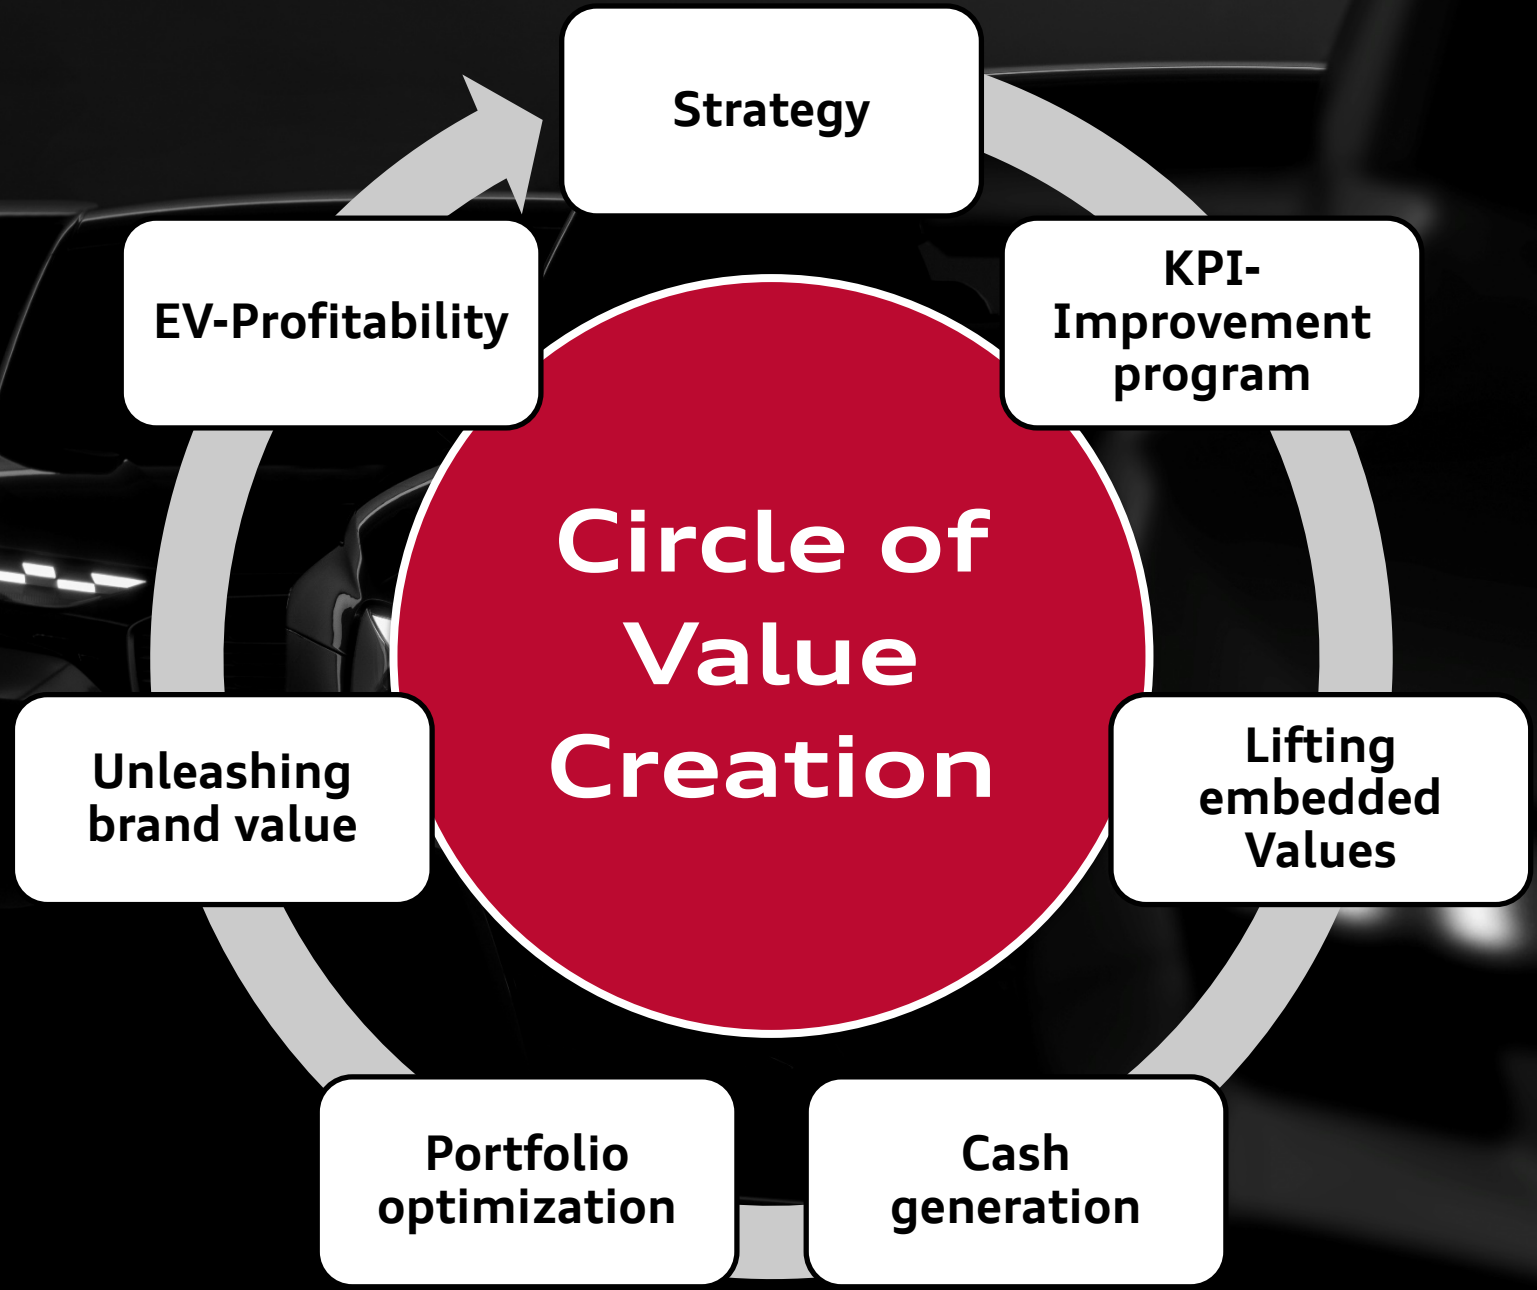 Strategy
KPI-
Improvement
program
EV-Profitability
Circle of
Value
Creation
Unleashing
brand value
Lifting
embedded
Values
Portfolio
optimization
Cash
generation